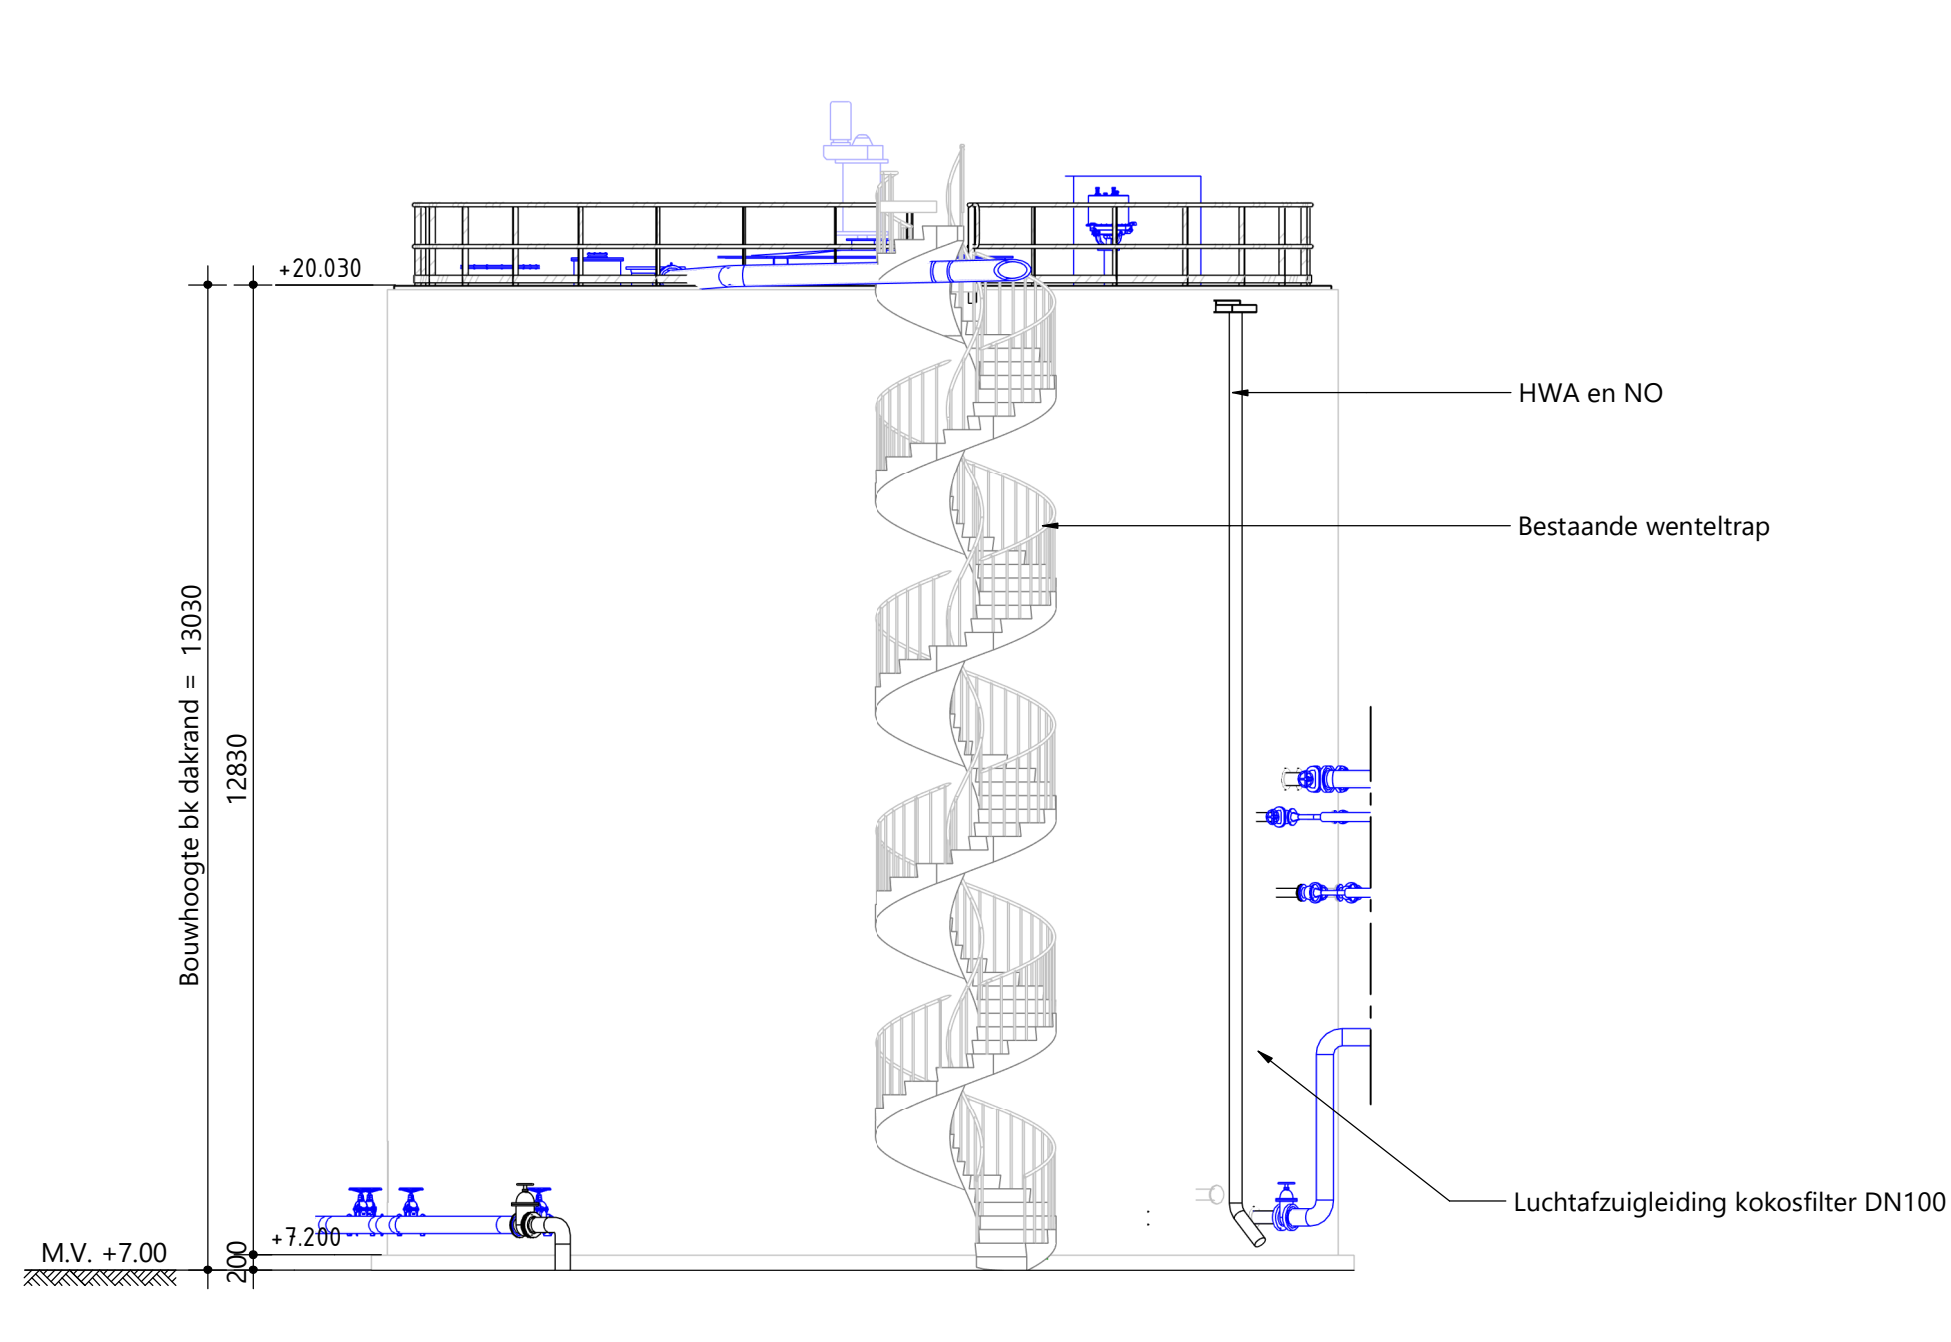 +20.030
HWA en NO
Bestaande wenteltrap
Bouwhoogte bk dakrand = 13030
12830
Luchtafzuigleiding kokosfilter DN100
+7.200
M.V. +7.00
200